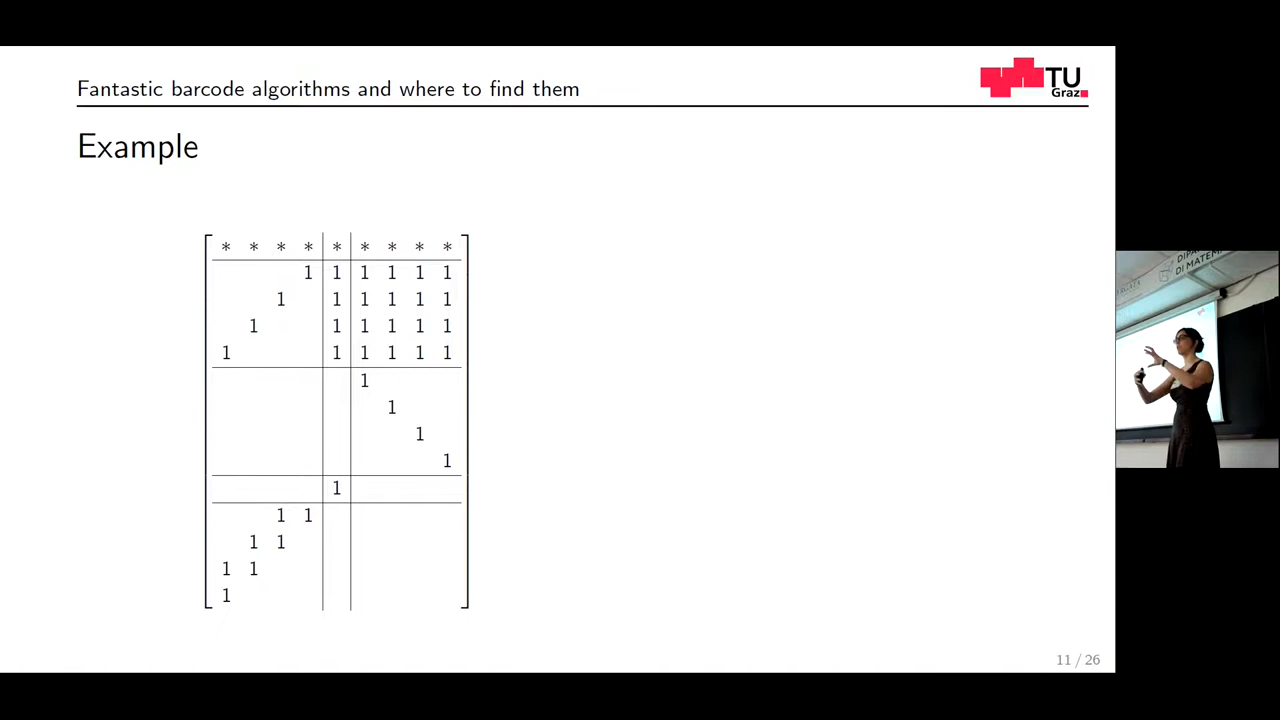 Fantastic barcode algorithms and where to find them
TU
Graz
Example
* * * * * * * * *
1 1 1 1 1 1
1 1 1 1 1 1
1 1 1 1 1 1
1 1 1 1 1 1
1
1
1
1
1
1 1
1 1
1 1
1
11 / 26
DI MATEM